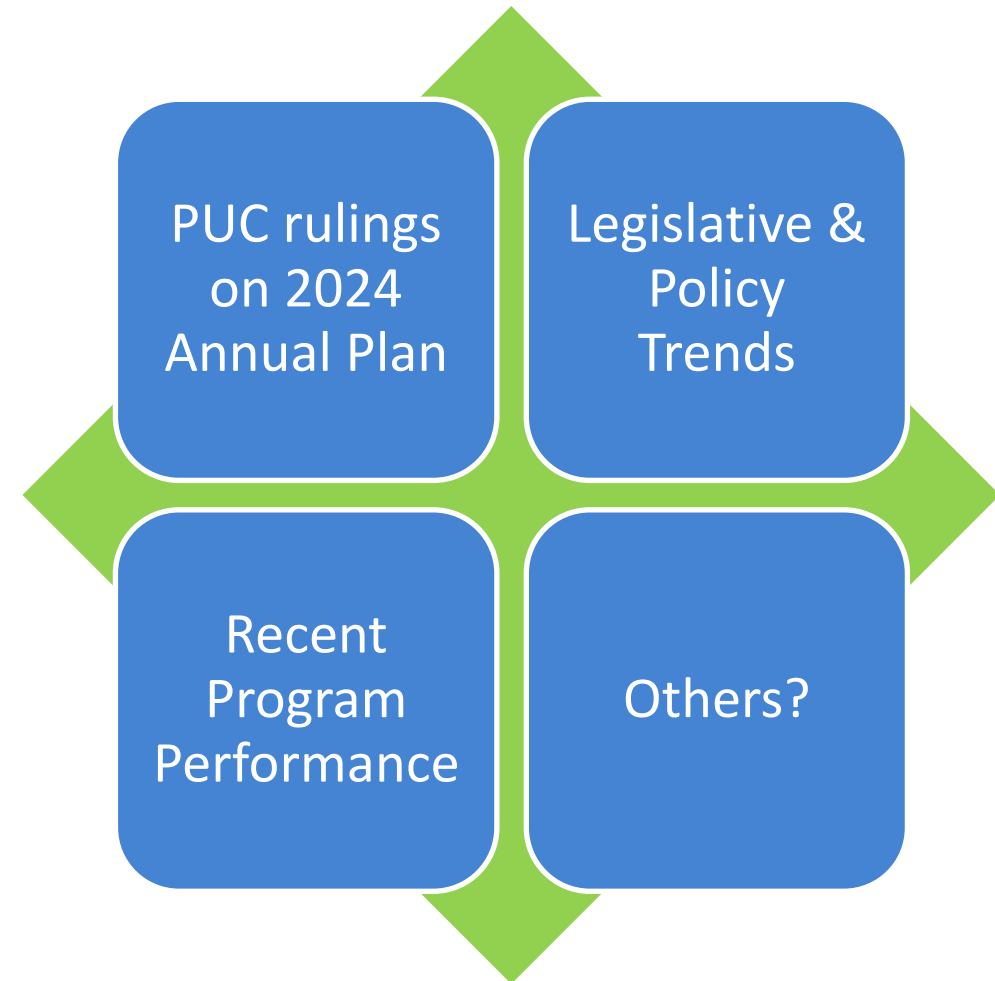 PUC rulings
on 2024
Annual Plan
Legislative &
Policy
Trends
Recent
Program
Performance
Others?